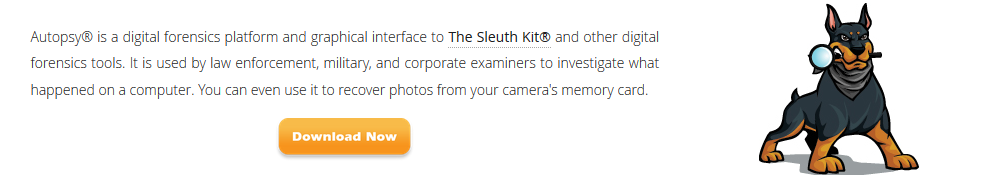 Autopsy® is a digital forensics platform and graphical interface to The Sleuth Kit® and other digital
forensics tools. It is used by law enforcement, military, and corporate examiners to investigate what
happened on a computer. You can even use it to recover photos from your camera's memory card.
Download Now